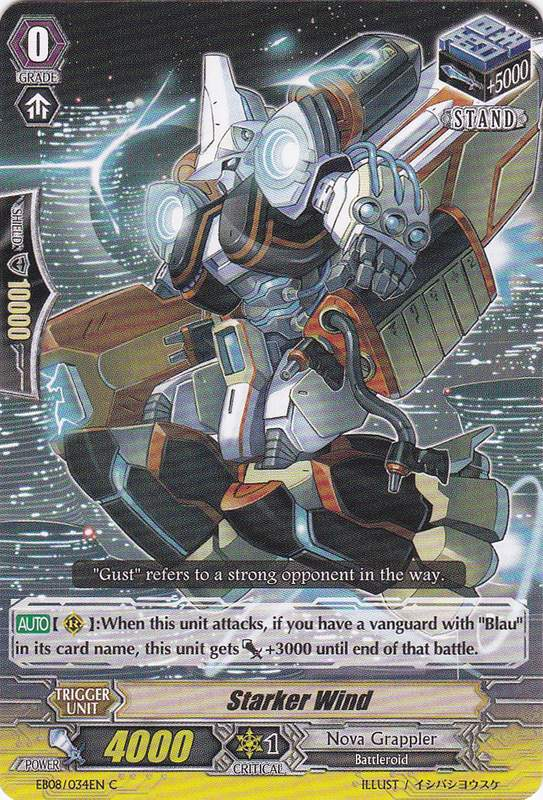 0
GRADE
+5000
STAND
SHIELD
10000
"Gust" refers to a strong opponent in the way.
AUTO [ R ]:When this unit attacks, if you have a vanguard with "Blau"
in its card name, this unit gets +3000 until end of that battle.
TRIGGER
UNIT
Starker Wind
POWER
4000
1
CRITICAL
Nova Grappler
Battleroid
EB08/034EN C
ILLUST / イシバシヨウスケ